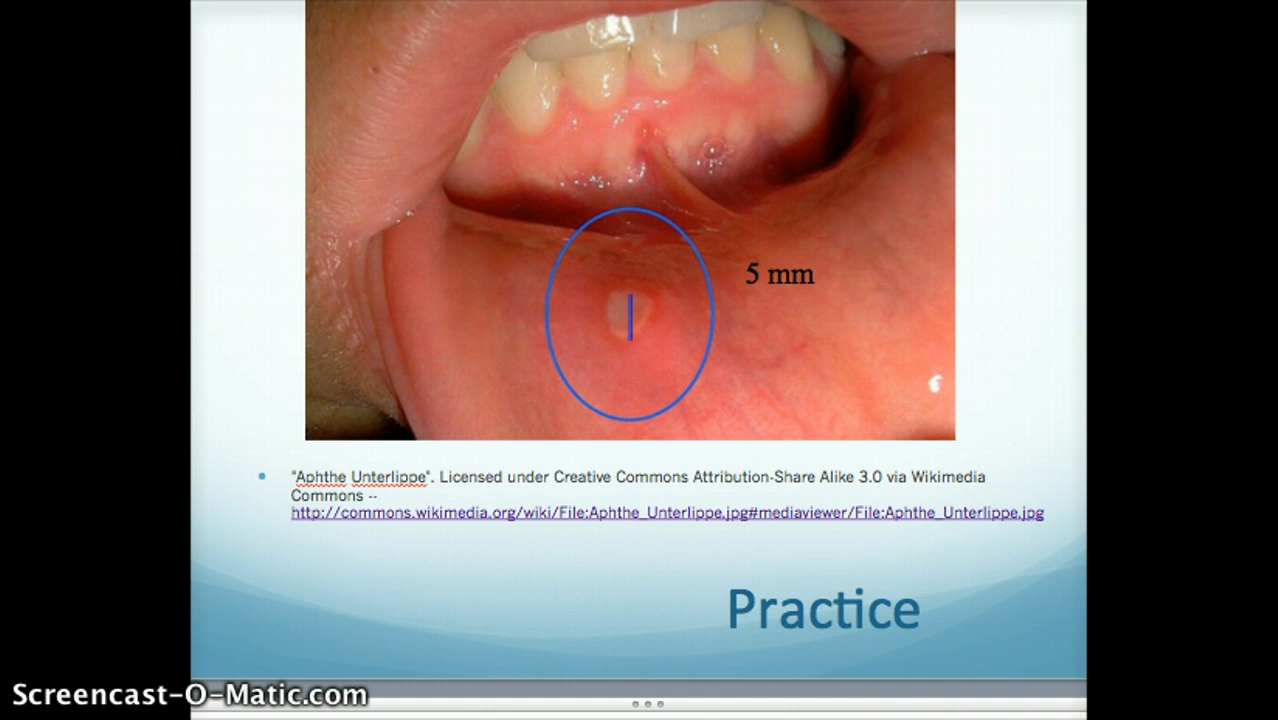 5 mm
"Aphthe Unterlippe". Licensed under Creative Commons Attribution-Share Alike 3.0 via Wikimedia
Commons --
http://commons.wikimedia.org/wiki/File:Aphthe_Unterlippe.jpg#mediaviewer/File:Aphthe_Unterlippe.jpg
Practice
Screencast-O-Matic.com